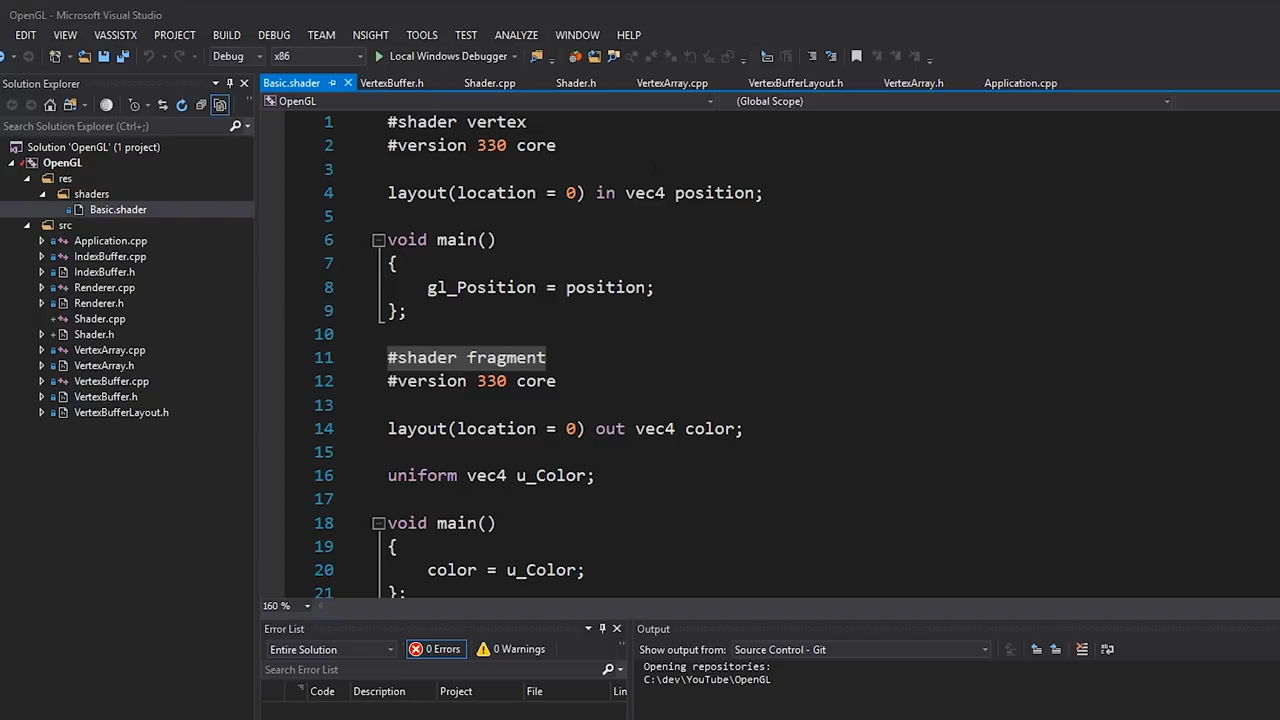 OpenGL - Microsoft Visual Studio
EDIT VIEW VASSISTX PROJECT BUILD DEBUG TEAM NSIGHT TOOLS TEST ANALYZE WINDOW HELP
Debug x86 Local Windows Debugger
Solution Explorer
Search Solution Explorer (Ctrl+;)
Solution 'OpenGL' (1 project)
OpenGL
res
shaders
Basic.shader
src
Application.cpp
IndexBuffer.cpp
IndexBuffer.h
Renderer.cpp
Renderer.h
Shader.cpp
Shader.h
VertexArray.cpp
VertexArray.h
VertexBuffer.cpp
VertexBuffer.h
VertexBufferLayout.h
Basic.shader VertexBuffer.h Shader.cpp Shader.h VertexArray.cpp VertexBufferLayout.h VertexArray.h Application.cpp
OpenGL (Global Scope)
1 #shader vertex
2 #version 330 core
3
4 layout(location = 0) in vec4 position;
5
6 void main()
7 {
8 gl_Position = position;
9 };
10
11 #shader fragment
12 #version 330 core
13
14 layout(location = 0) out vec4 color;
15
16 uniform vec4 u_Color;
17
18 void main()
19 {
20 color = u_Color;
21 };
160 %
Error List
Entire Solution 0 Errors 0 Warnings
Search Error List
Code Description Project File Lin
Output
Show output from: Source Control - Git
Opening repositories:
C:\dev\YouTube\OpenGL